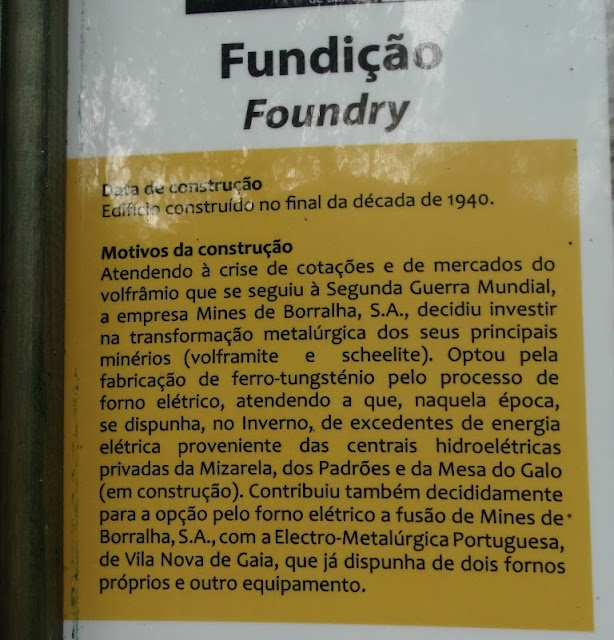 Fundição
Foundry
Data de construção
Edifício construído no final da década de 1940.
Motivos da construção
Atendendo à crise de cotações e de mercados do
volfrâmio que se seguiu à Segunda Guerra Mundial,
a empresa Mines de Borralha, S.A., decidiu investir
na transformação metalúrgica dos seus principais
minérios (volframite e scheelite). Optou pela
fabricação de ferro-tungsténio pelo processo de
forno elétrico, atendendo a que, naquela época,
se dispunha, no Inverno, de excedentes de energia
elétrica proveniente das centrais hidroelétricas
privadas da Mizarela, dos Padrões e da Mesa do Galo
(em construção). Contribuiu também decididamente
para a opção pelo forno elétrico a fusão de Mines de
Borralha, S.A., com a Electro-Metalúrgica Portuguesa,
de Vila Nova de Gaia, que já dispunha de dois fornos
próprios e outro equipamento.